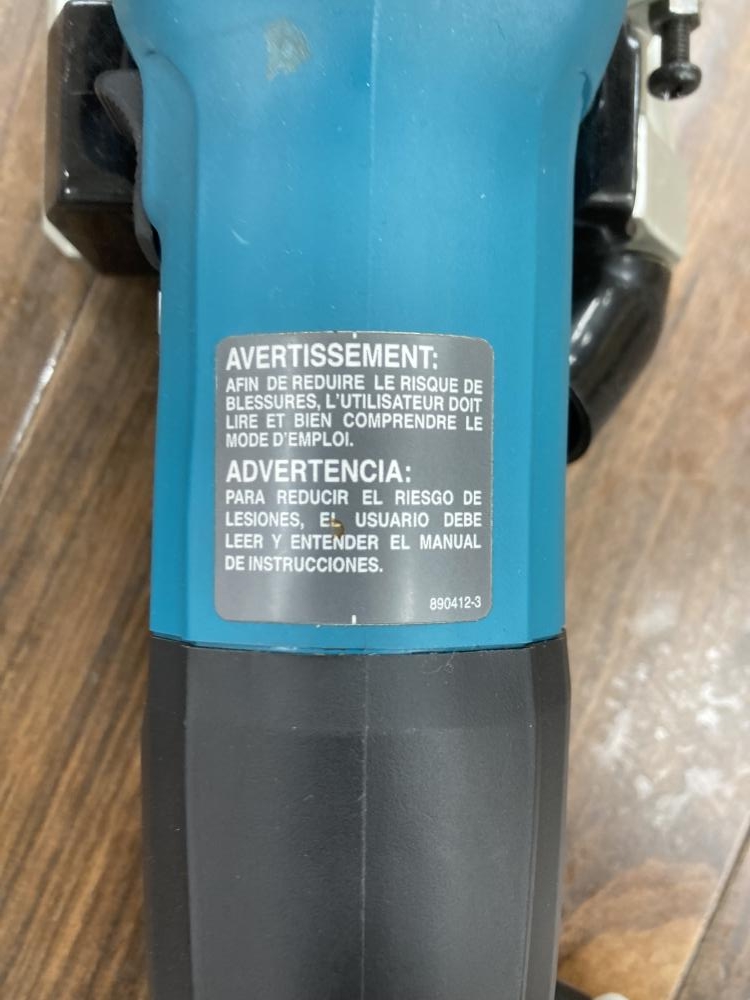 AVERTISSEMENT:
AFIN DE REDUIRE LE RISQUE DE
BLESSURES, L'UTILISATEUR DOIT
LIRE ET BIEN COMPRENDRE LE
MODE D'EMPLOI.
ADVERTENCIA:
PARA REDUCIR EL RIESGO DE
LESIONES, EL USUARIO DEBE
LEER Y ENTENDER EL MANUAL
DE INSTRUCCIONES.
890412-3